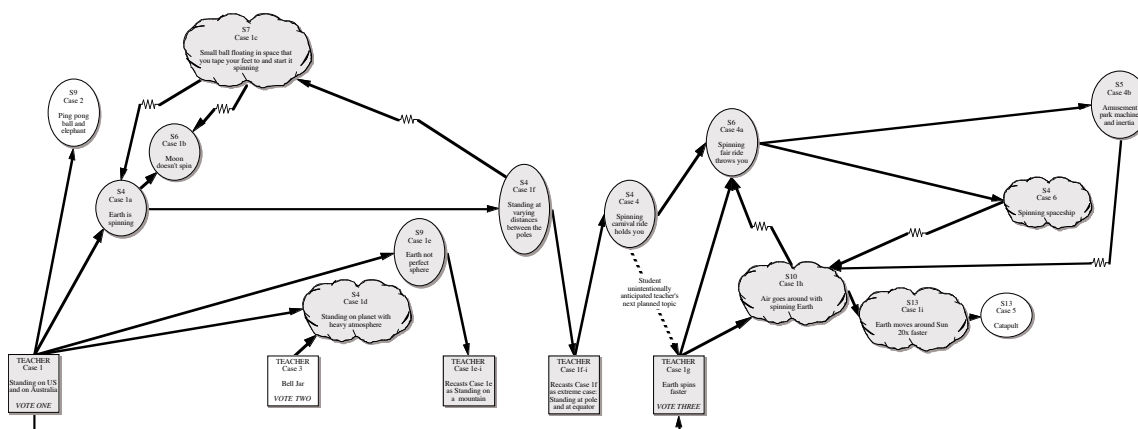 S7
Case 1c
Small ball floating in space that
you tape your feet to and start it
spinning
S9
Case 2
Ping pong
ball and
elephant
S6
Case 1b
Moon
doesn't spin
S4
Case 1a
Earth is
spinning
S4
Case 1f
Standing at
varying
distances
between the
poles
S9
Case 1e
Earth not
perfect
sphere
S4
Case 1d
Standing on planet with
heavy atmosphere
S4
Case 4
Spinning
carnival ride
holds you
S6
Case 4a
Spinning
fair ride
throws you
S5
Case 4b
Amusement
park machine
and inertia
S4
Case 6
Spinning spaceship
Student
unintentionally
anticipated teacher's
next planned topic
S10
Case 1h
Air goes around with
spinning Earth
S13
Case 1i
Earth moves around Sun
20x faster
S13
Case 5
Catapult
TEACHER
Case 1
Standing on US
and on Australia
VOTE ONE
TEACHER
Case 3
Bell Jar
VOTE TWO
TEACHER
Case 1e-i
Recasts Case 1e
as Standing on
a mountain
TEACHER
Case 1f-i
Recasts Case 1f
as extreme case:
Standing at pole
and at equator
TEACHER
Case 1g
Earth spins
faster
VOTE THREE